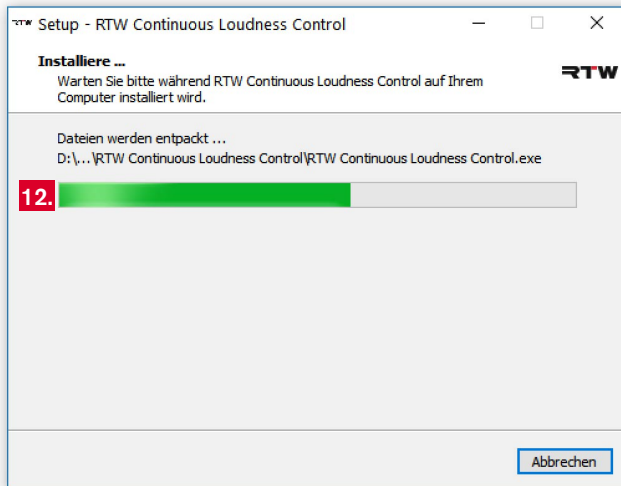 RTW Setup - RTW Continuous Loudness Control
Installiere ...
Warten Sie bitte während RTW Continuous Loudness Control auf Ihrem
Computer installiert wird.
RTW
Dateien werden entpackt ...
D:\...\RTW Continuous Loudness Control\RTW Continuous Loudness Control.exe
12.
Abbrechen